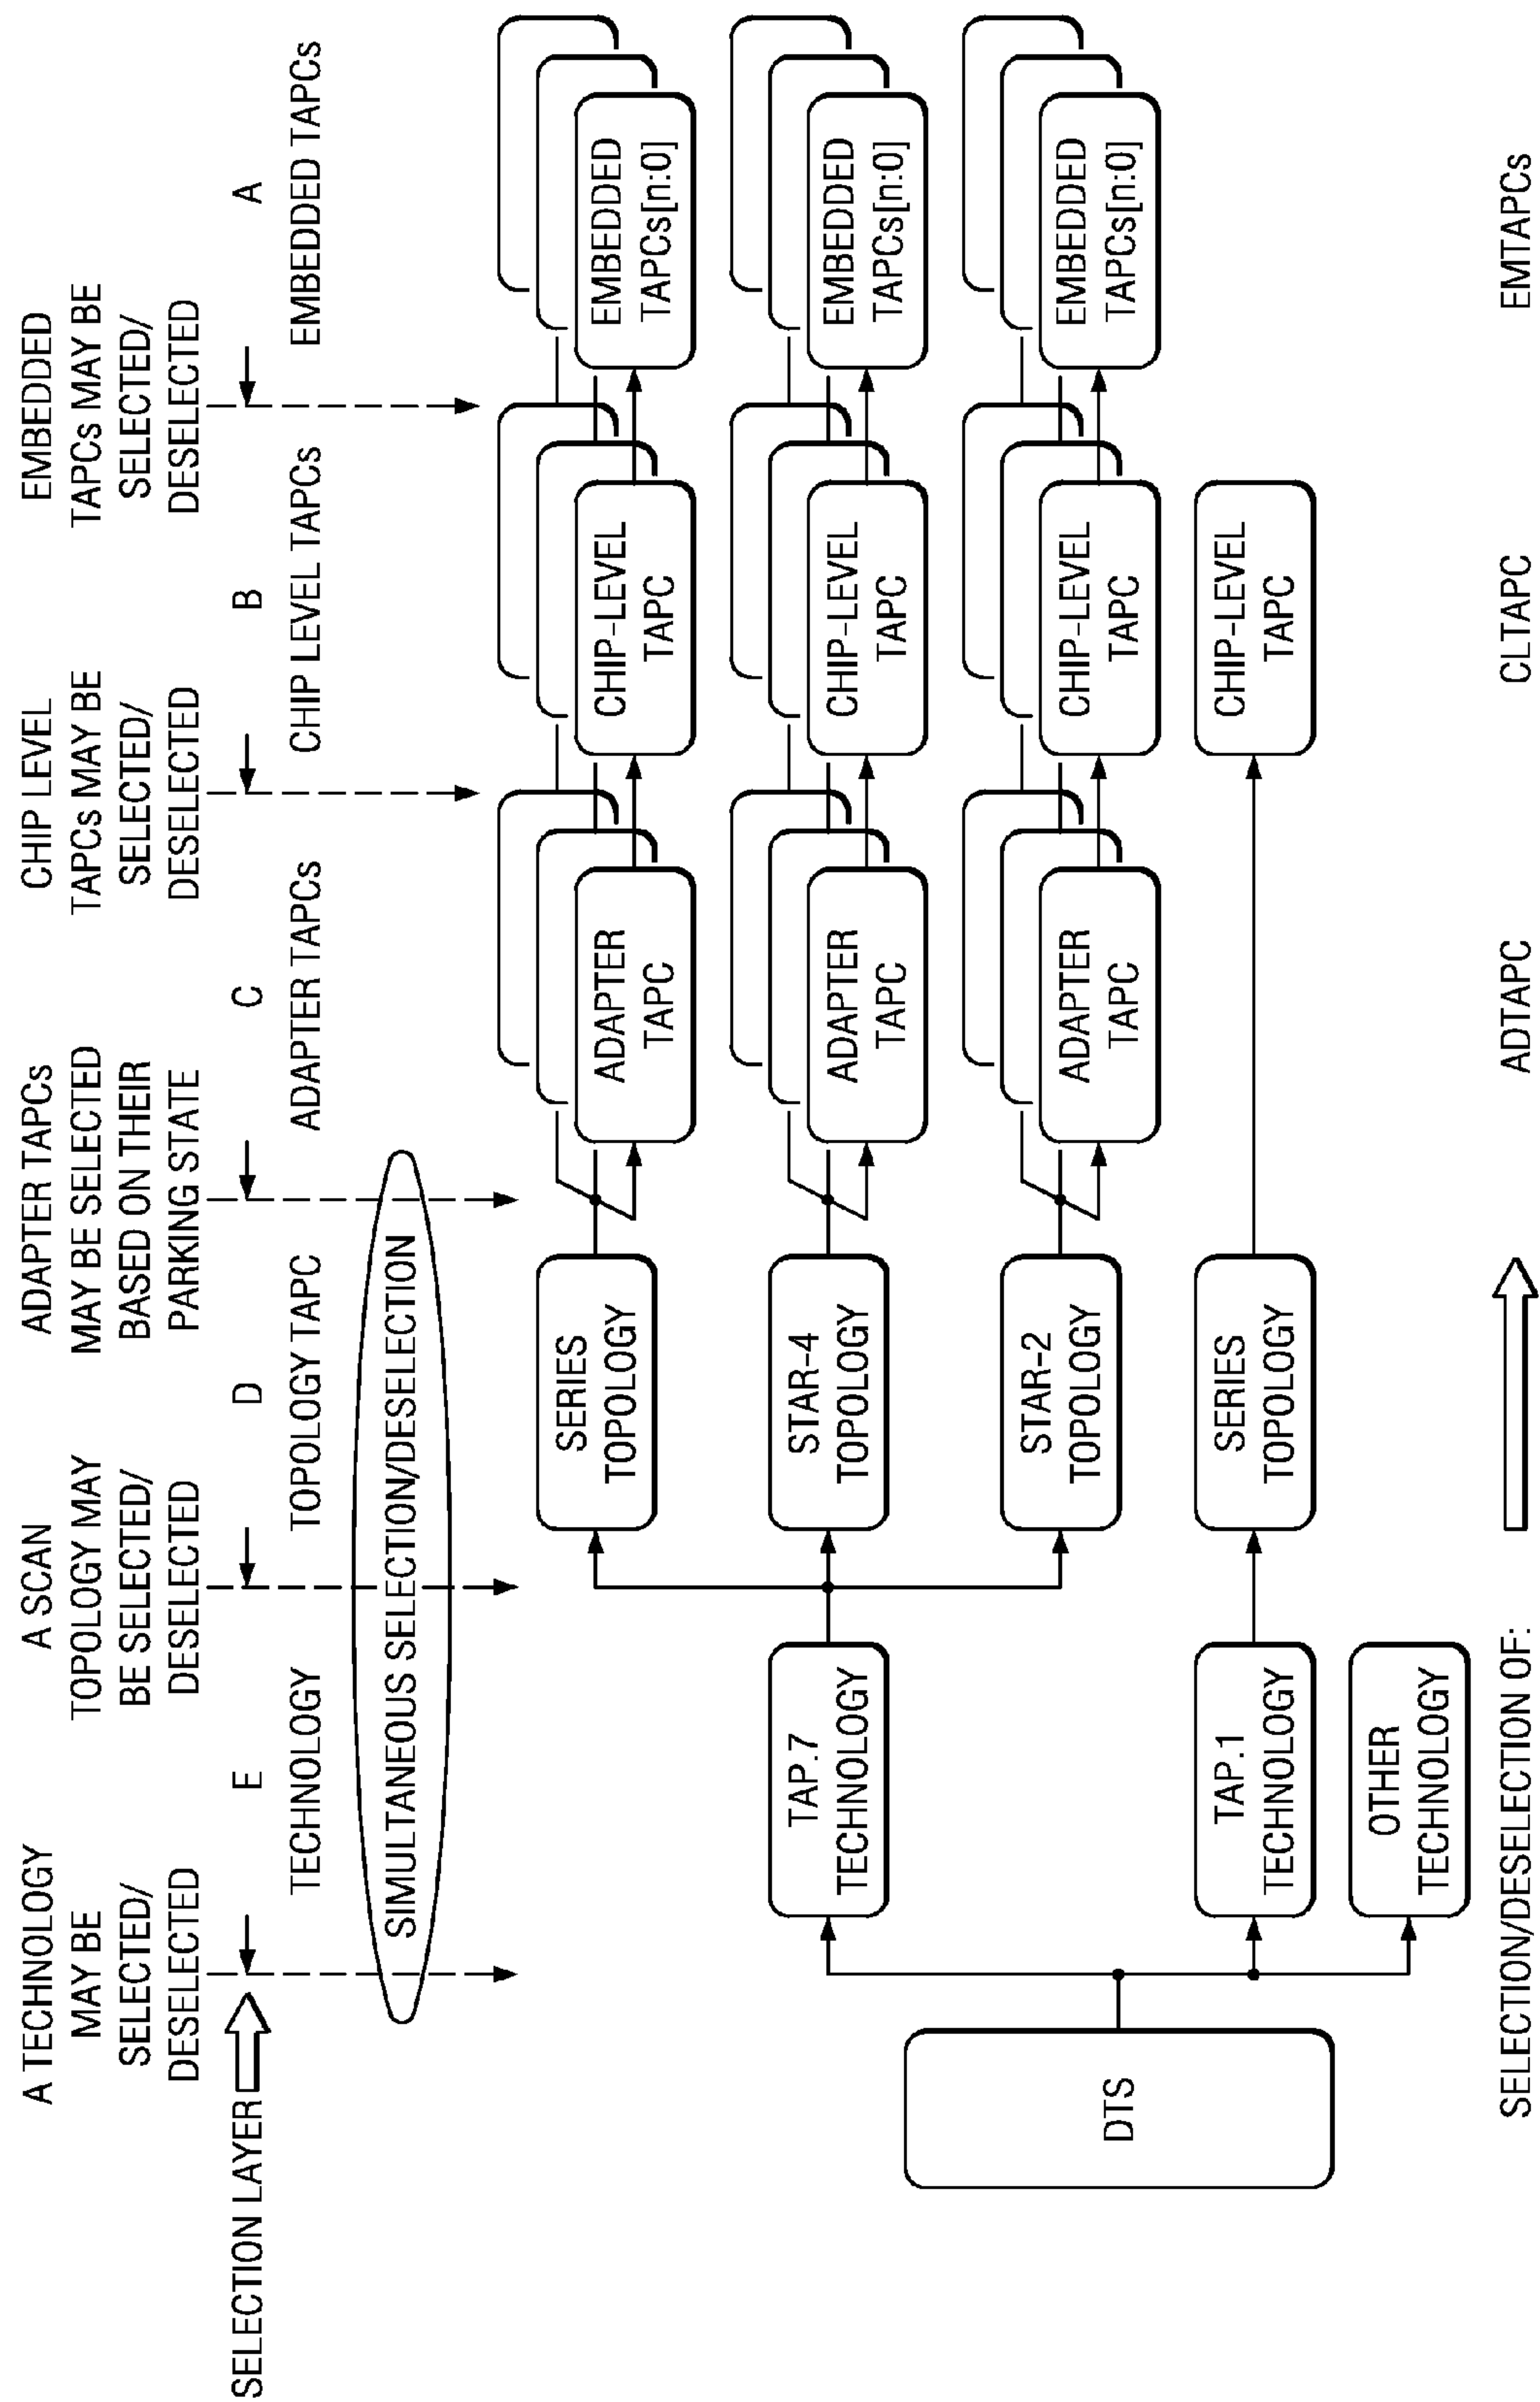 A TECHNOLOGY
MAY BE
SELECTED/
DESELECTED
A SCAN
TOPOLOGY MAY
BE SELECTED/
DESELECTED
ADAPTER TAPCs
MAY BE SELECTED
BASED ON THEIR
PARKING STATE
CHIP LEVEL
TAPCs MAY BE
SELECTED/
DESELECTED
EMBEDDED
TAPCs MAY BE
SELECTED/
DESELECTED
SELECTION LAYER
E
D
C
B
A
TECHNOLOGY
TOPOLOGY TAPC
ADAPTER TAPCs
CHIP LEVEL TAPCs
EMBEDDED TAPCs
SIMULTANEOUS SELECTION/DESELECTION
SERIES
TOPOLOGY
ADAPTER
TAPC
CHIP-LEVEL
TAPC
EMBEDDED
TAPCs[n:0]
TAP.7
TECHNOLOGY
STAR-4
TOPOLOGY
ADAPTER
TAPC
CHIP-LEVEL
TAPC
EMBEDDED
TAPCs[n:0]
STAR-2
TOPOLOGY
ADAPTER
TAPC
CHIP-LEVEL
TAPC
EMBEDDED
TAPCs[n:0]
DTS
TAP.1
TECHNOLOGY
SERIES
TOPOLOGY
CHIP-LEVEL
TAPC
OTHER
TECHNOLOGY
SELECTION/DESELECTION OF:
ADTAPC
CLTAPC
EMTAPCs